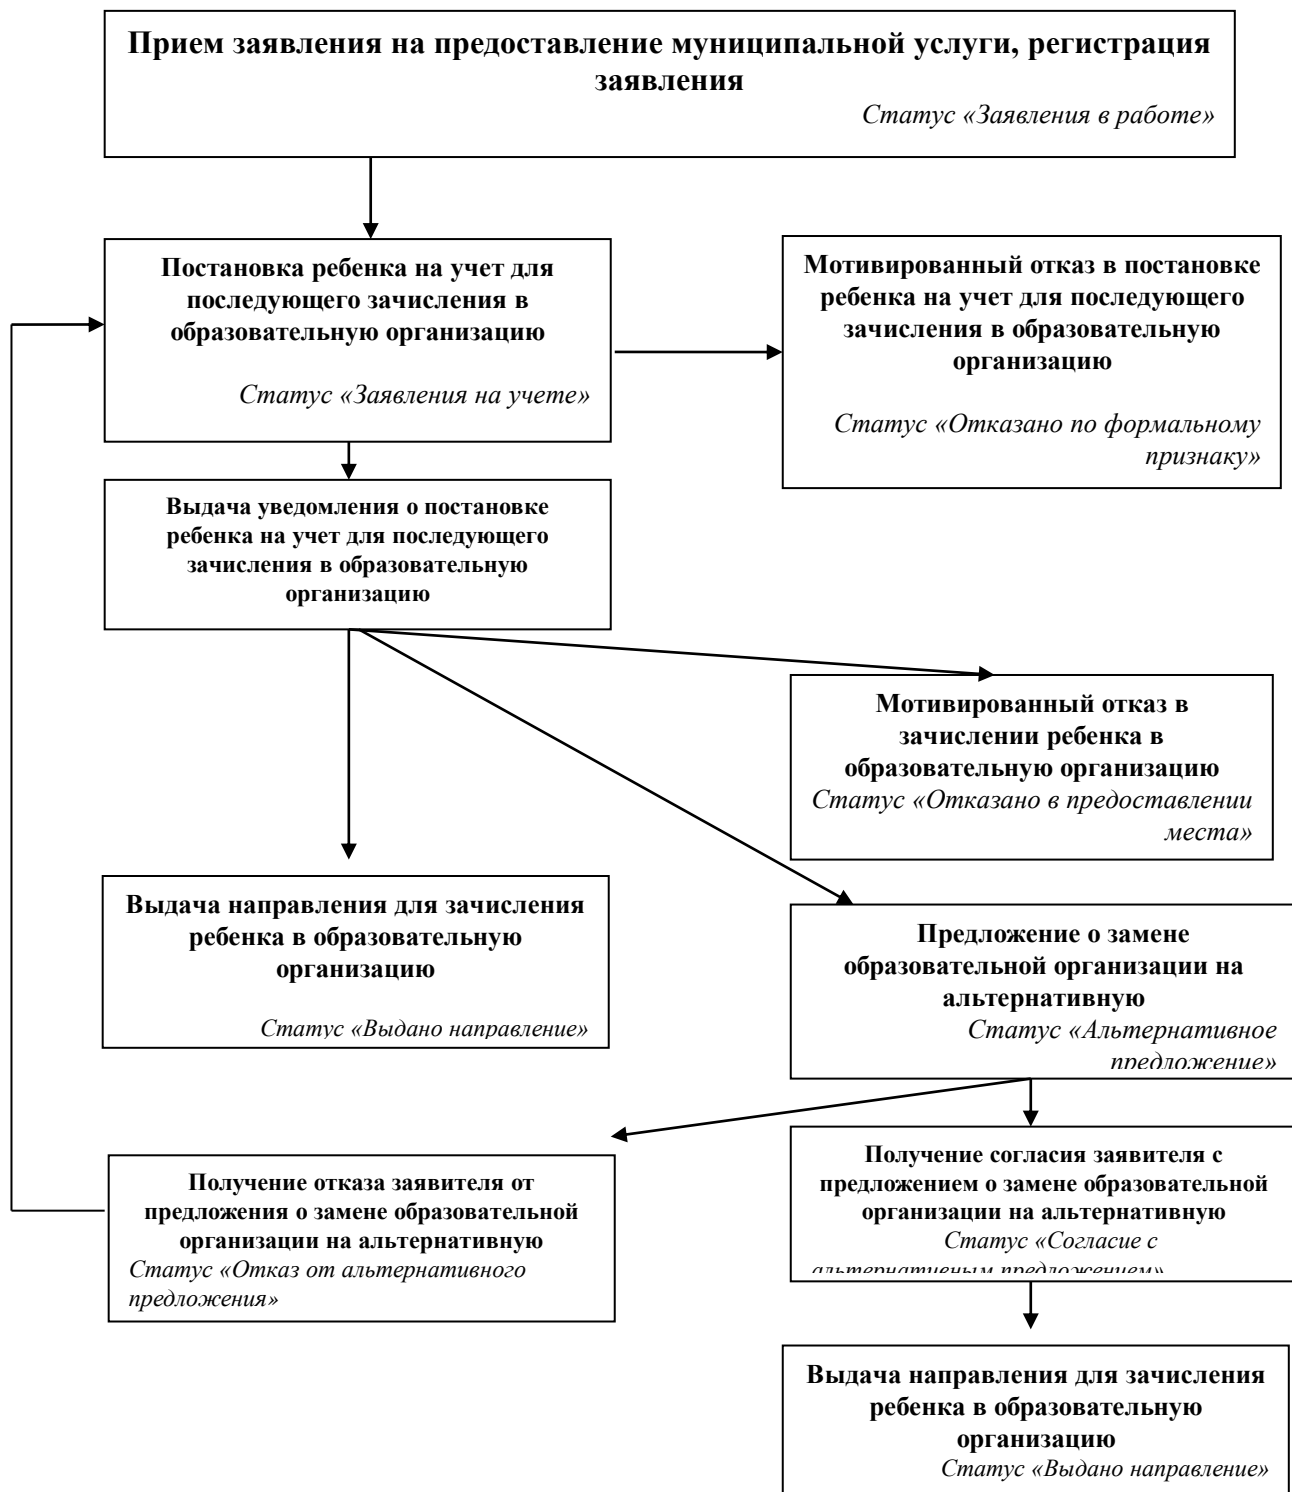 Прием заявления на предоставление муниципальной услуги, регистрация
заявления
Статус «Заявления в работе»
Постановка ребенка на учет для
последующего зачисления в
образовательную организацию
Статус «Заявления на учете»
Мотивированный отказ в постановке
ребенка на учет для последующего
зачисления в образовательную
организацию
Статус «Отказано по формальному
признаку»
Выдача уведомления о постановке
ребенка на учет для последующего
зачисления в образовательную
организацию
Мотивированный отказ в
зачислении ребенка в
образовательную организацию
Статус «Отказано в предоставлении
места»
Выдача направления для зачисления
ребенка в образовательную
организацию
Статус «Выдано направление»
Предложение о замене
образовательной организации на
альтернативную
Статус «Альтернативное
предложение»
Получение отказа заявителя от
предложения о замене образовательной
организации на альтернативную
Статус «Отказ от альтернативного
предложения»
Получение согласия заявителя с
предложением о замене образовательной
организации на альтернативную
Статус «Согласие с
альтернативным предложением»
Выдача направления для зачисления
ребенка в образовательную
организацию
Статус «Выдано направление»